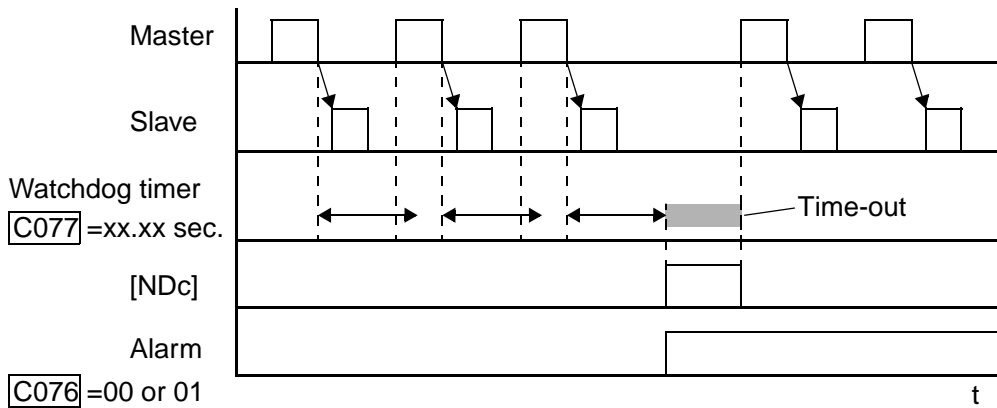 Master
Slave
Watchdog timer
C077 =xx.xx sec.
Time-out
[NDc]
Alarm
C076 =00 or 01
t